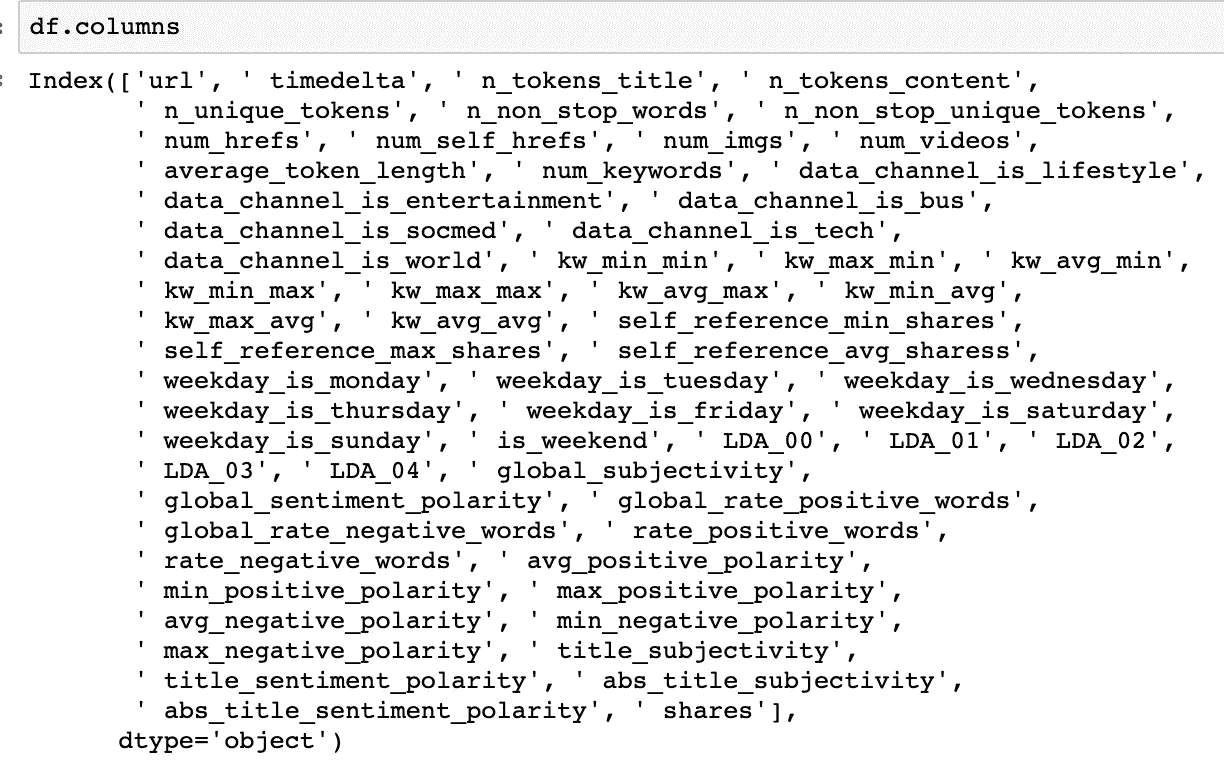 df.columns
Index(['url', ' timedelta', ' n_tokens_title', ' n_tokens_content',
' n_unique_tokens', ' n_non_stop_words', ' n_non_stop_unique_tokens',
' num_hrefs', ' num_self_hrefs', ' num_imgs', ' num_videos',
' average_token_length', ' num_keywords', ' data_channel_is_lifestyle',
' data_channel_is_entertainment', ' data_channel_is_bus',
' data_channel_is_socmed', ' data_channel_is_tech',
' data_channel_is_world', ' kw_min_min', ' kw_max_min', ' kw_avg_min',
' kw_min_max', ' kw_max_max', ' kw_avg_max', ' kw_min_avg',
' kw_max_avg', ' kw_avg_avg', ' self_reference_min_shares',
' self_reference_max_shares', ' self_reference_avg_sharess',
' weekday_is_monday', ' weekday_is_tuesday', ' weekday_is_wednesday',
' weekday_is_thursday', ' weekday_is_friday', ' weekday_is_saturday',
' weekday_is_sunday', ' is_weekend', ' LDA_00', ' LDA_01', ' LDA_02',
' LDA_03', ' LDA_04', ' global_subjectivity',
' global_sentiment_polarity', ' global_rate_positive_words',
' global_rate_negative_words', ' rate_positive_words',
' rate_negative_words', ' avg_positive_polarity',
' min_positive_polarity', ' max_positive_polarity',
' avg_negative_polarity', ' min_negative_polarity',
' max_negative_polarity', ' title_subjectivity',
' title_sentiment_polarity', ' abs_title_subjectivity',
' abs_title_sentiment_polarity', ' shares'],
dtype='object')